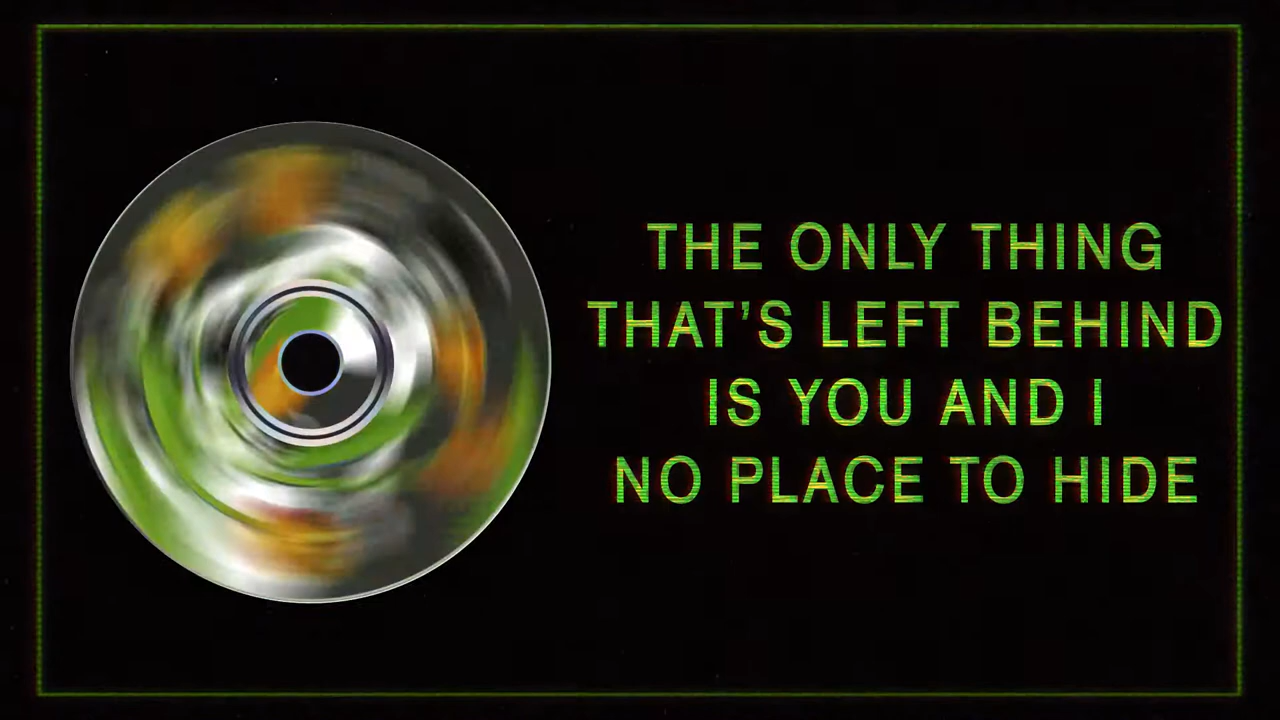 THE ONLY THING
THAT'S LEFT BEHIND
IS YOU AND I
NO PLACE TO HIDE